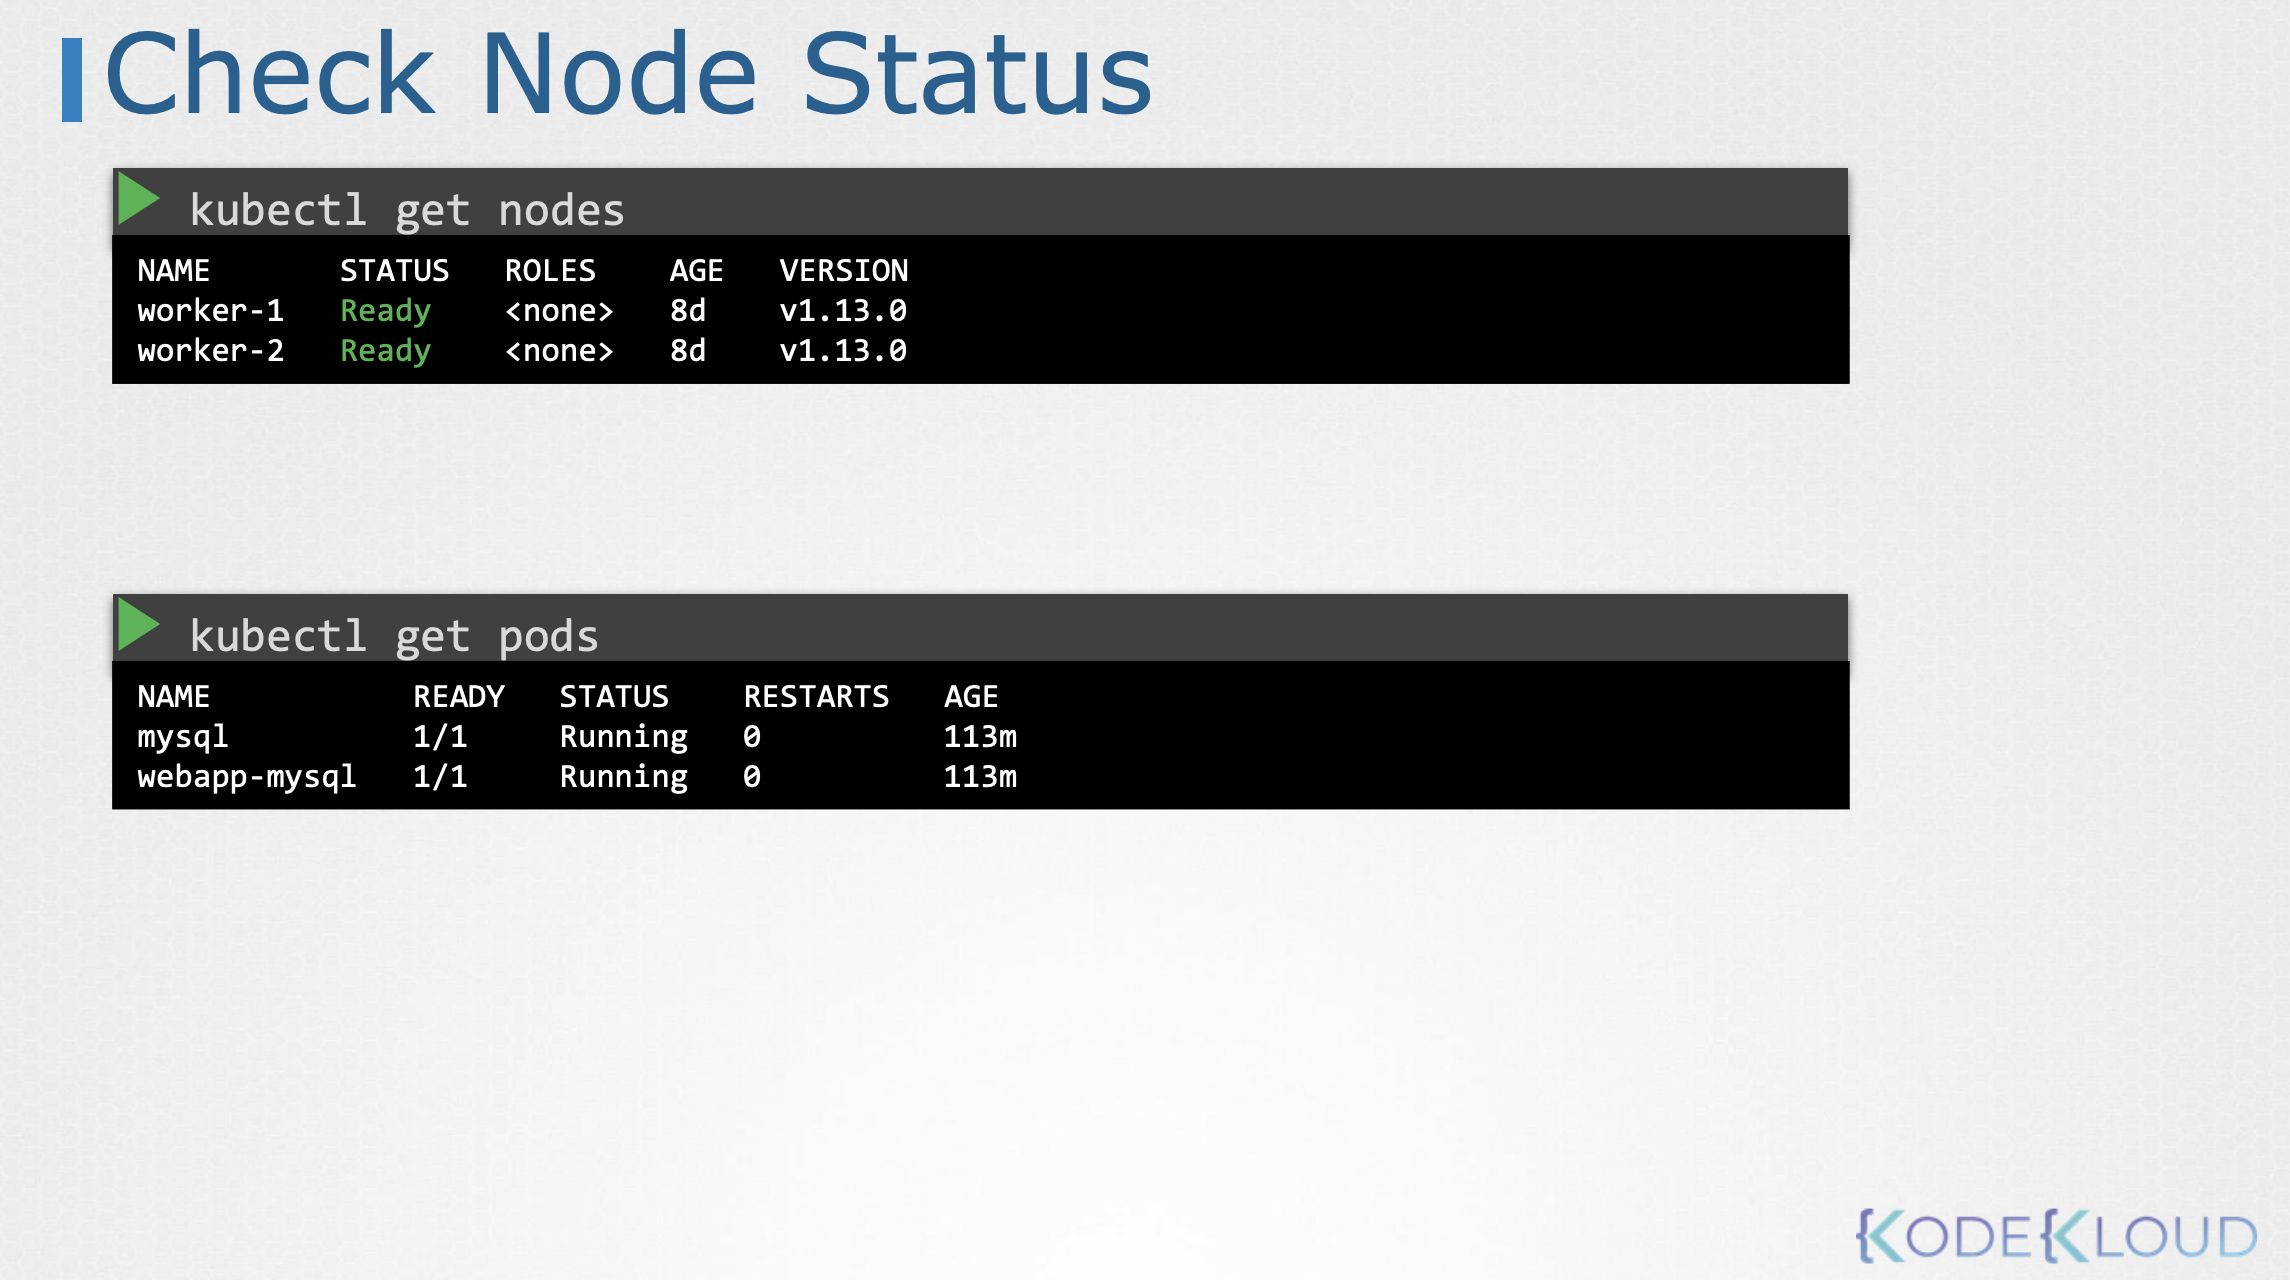 Check Node Status
kubectl get nodes
NAME STATUS ROLES AGE VERSION
worker-1 Ready <none> 8d v1.13.0
worker-2 Ready <none> 8d v1.13.0
kubectl get pods
NAME READY STATUS RESTARTS AGE
mysql 1/1 Running 0 113m
webapp-mysql 1/1 Running 0 113m
{KODE{KLOUD